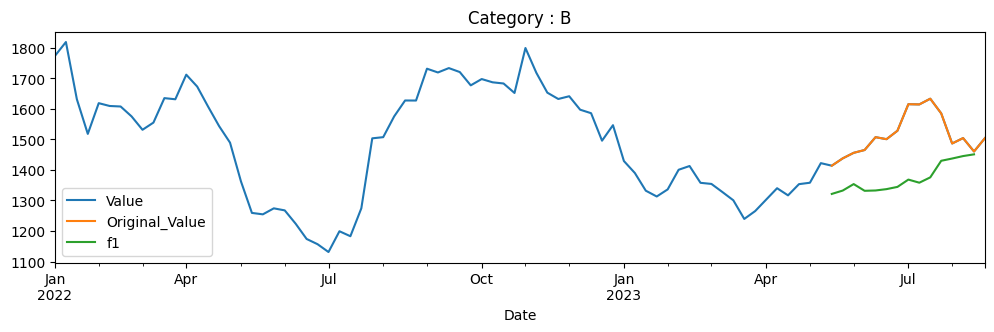 Category : B
1800
1700
1600
1500
1400
1300
1200
1100
Value
Original_Value
f1
Jan Apr Jul Oct Jan Apr Jul
2022 2023
Date